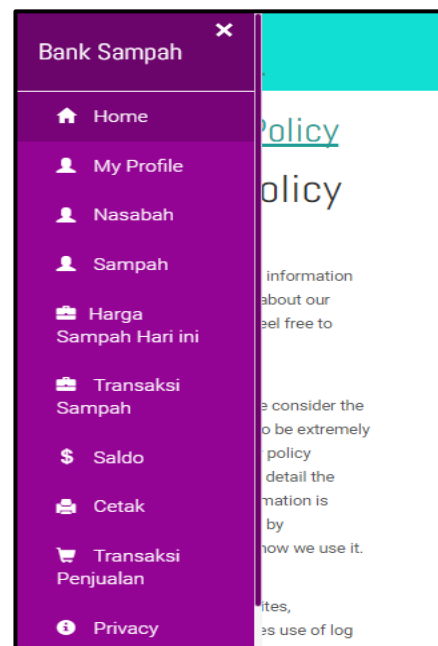 ×
Bank Sampah
Home
My Profile
Nasabah
Sampah
Harga
Sampah Hari ini
Transaksi
Sampah
$ Saldo
Cetak
Transaksi
Penjualan
Privacy
Policy
olicy
information
about our
eel free to
e consider the
o be extremely
policy
detail the
mation is
by
how we use it.
ites,
es use of log